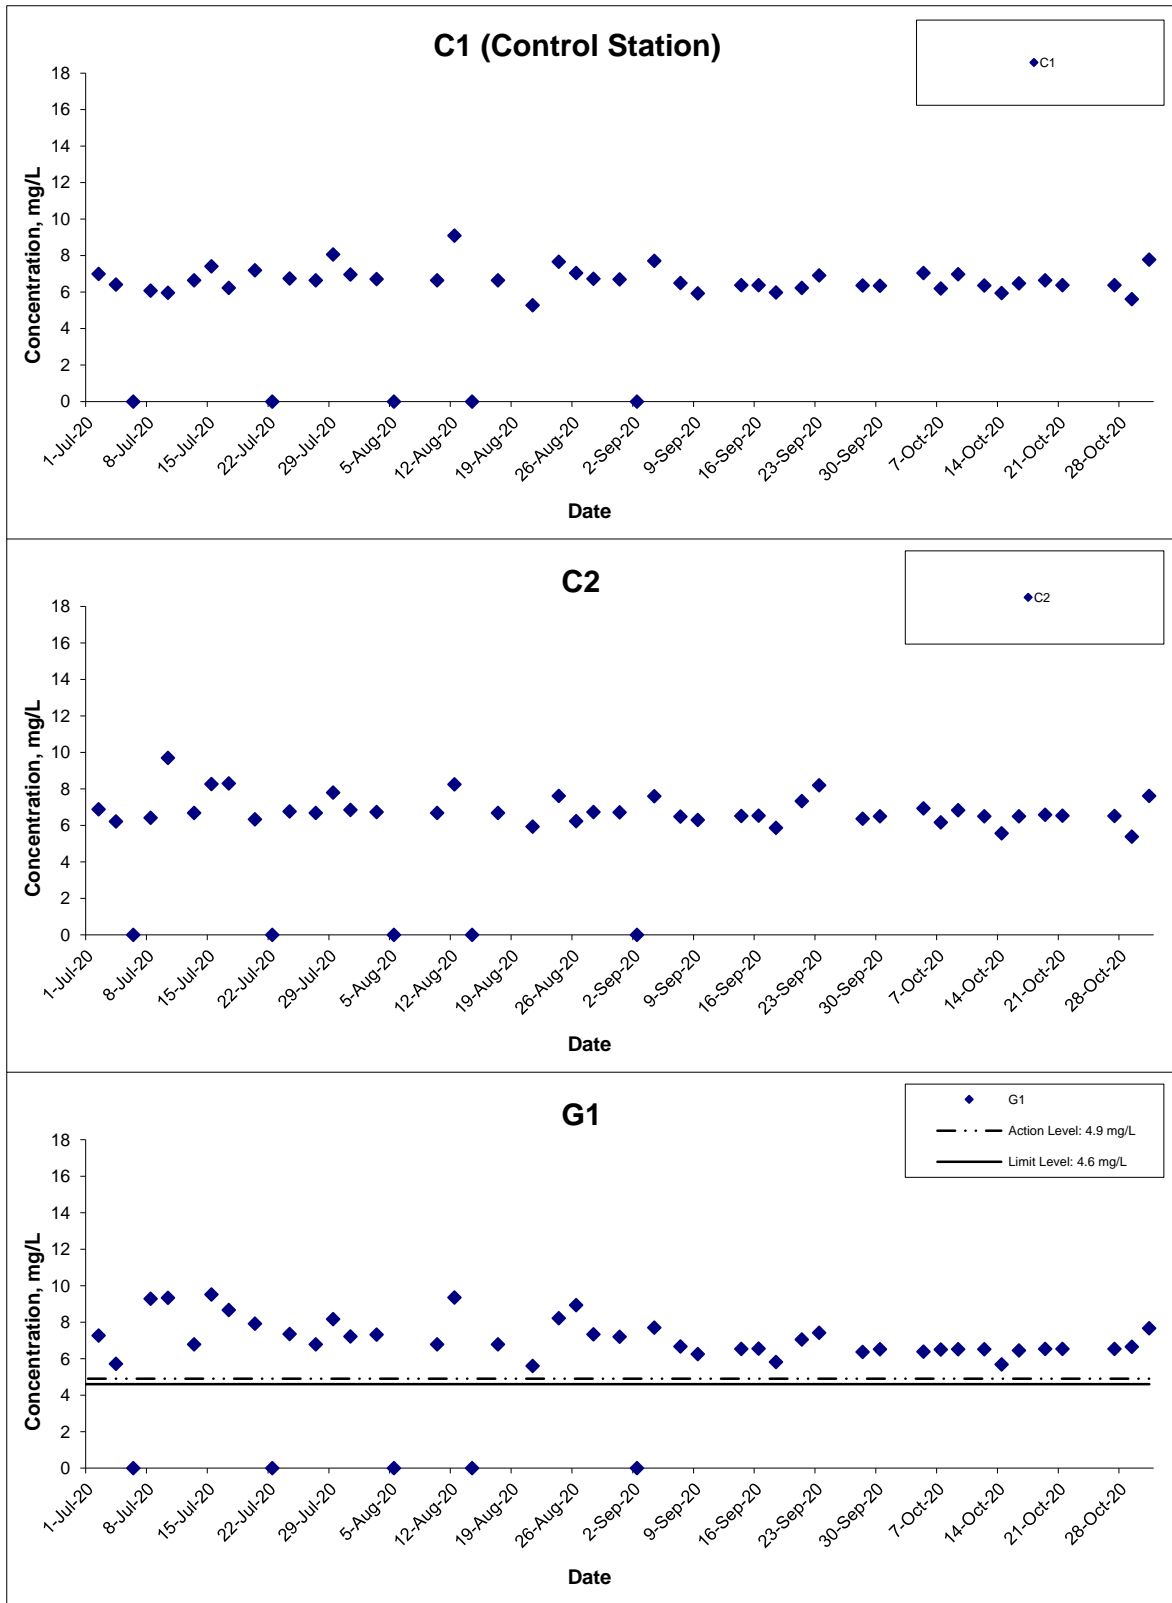 C1 (Control Station)
C1
18
16
14
12
10
8
6
4
2
0
Concentration, mg/L
1-Jul-20
8-Jul-20
15-Jul-20
22-Jul-20
29-Jul-20
5-Aug-20
12-Aug-20
19-Aug-20
26-Aug-20
2-Sep-20
9-Sep-20
16-Sep-20
23-Sep-20
30-Sep-20
7-Oct-20
14-Oct-20
21-Oct-20
28-Oct-20
Date
C2
C2
18
16
14
12
10
8
6
4
2
0
Concentration, mg/L
1-Jul-20
8-Jul-20
15-Jul-20
22-Jul-20
29-Jul-20
5-Aug-20
12-Aug-20
19-Aug-20
26-Aug-20
2-Sep-20
9-Sep-20
16-Sep-20
23-Sep-20
30-Sep-20
7-Oct-20
14-Oct-20
21-Oct-20
28-Oct-20
Date
G1
G1
Action Level: 4.9 mg/L
Limit Level: 4.6 mg/L
18
16
14
12
10
8
6
4
2
0
Concentration, mg/L
1-Jul-20
8-Jul-20
15-Jul-20
22-Jul-20
29-Jul-20
5-Aug-20
12-Aug-20
19-Aug-20
26-Aug-20
2-Sep-20
9-Sep-20
16-Sep-20
23-Sep-20
30-Sep-20
7-Oct-20
14-Oct-20
21-Oct-20
28-Oct-20
Date